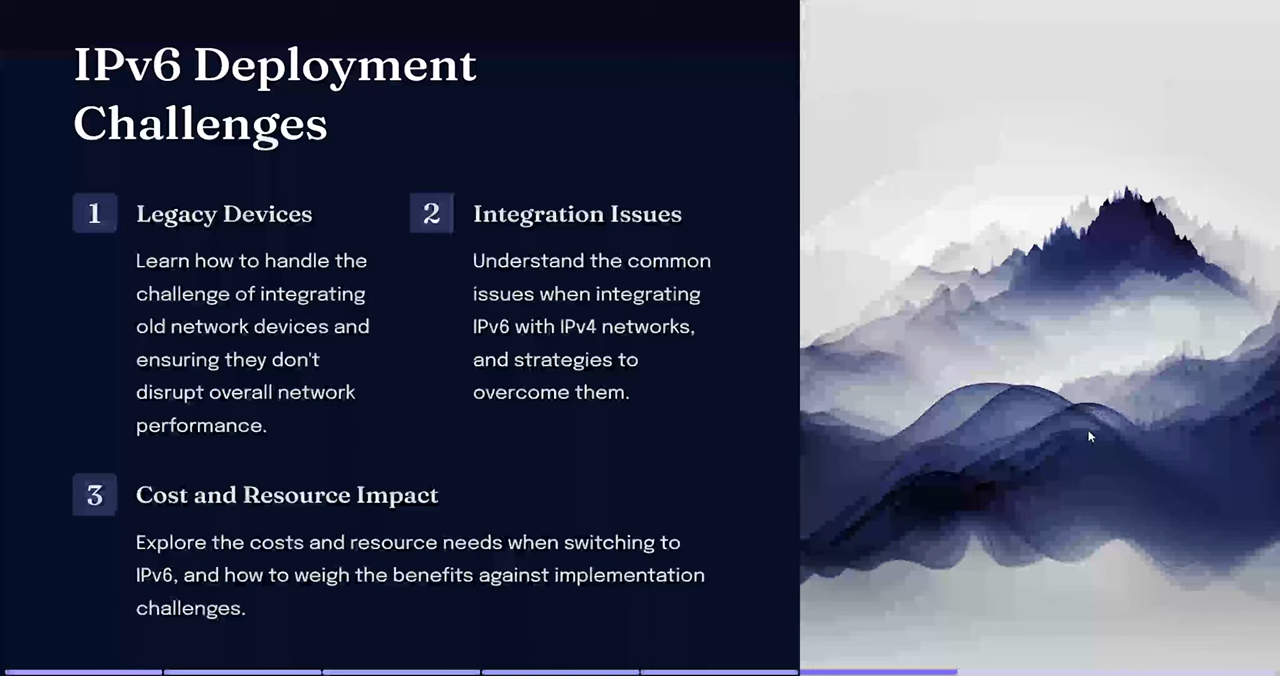 IPv6 Deployment
Challenges
1
Legacy Devices
Learn how to handle the
challenge of integrating
old network devices and
ensuring they don't
disrupt overall network
performance.
2
Integration Issues
Understand the common
issues when integrating
IPv6 with IPv4 networks,
and strategies to
overcome them.
3
Cost and Resource Impact
Explore the costs and resource needs when switching to
IPv6, and how to weigh the benefits against implementation
challenges.